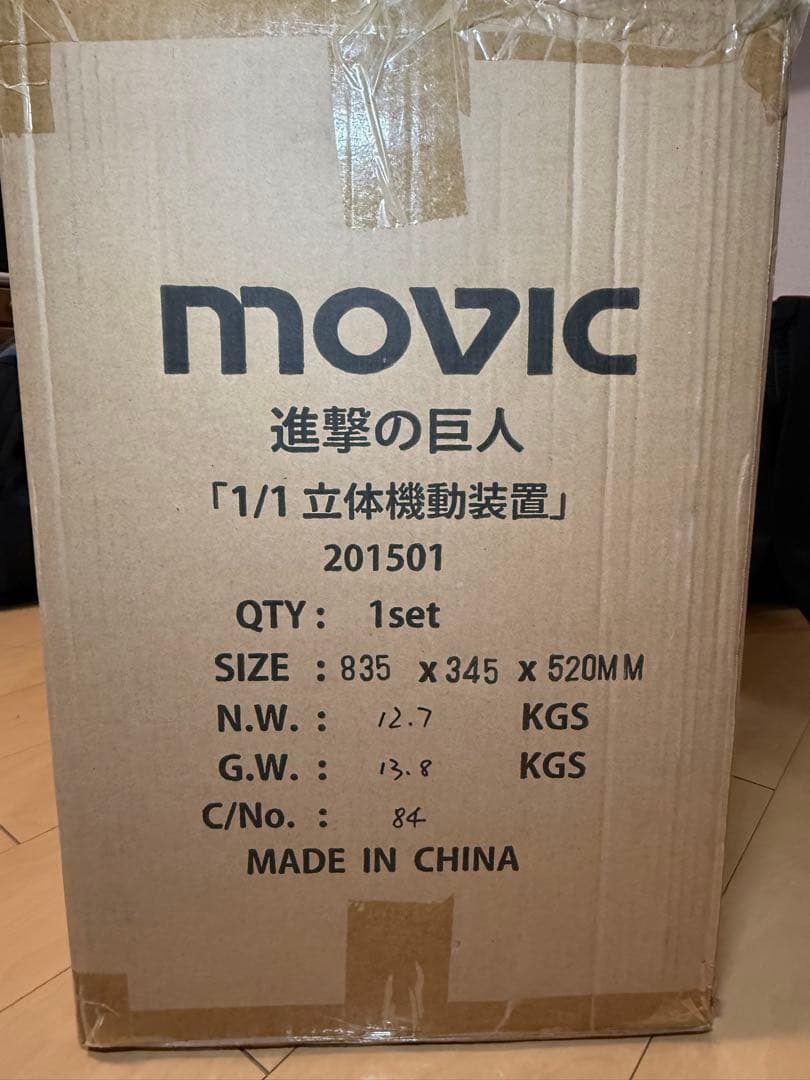 movic
進撃の巨人
「1/1 立体機動装置」
201501
QTY : 1set
SIZE : 835 x 345 x 520MM
N.W. : 12.7 KGS
G.W. : 13.8 KGS
C/No. : 84
MADE IN CHINA